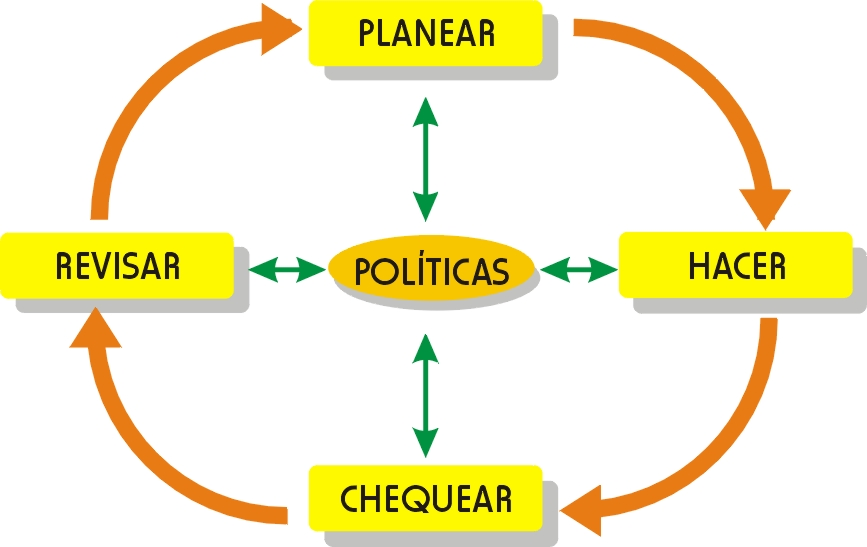 PLANEAR
REVISAR
POLÍTICAS
HACER
CHEQUEAR